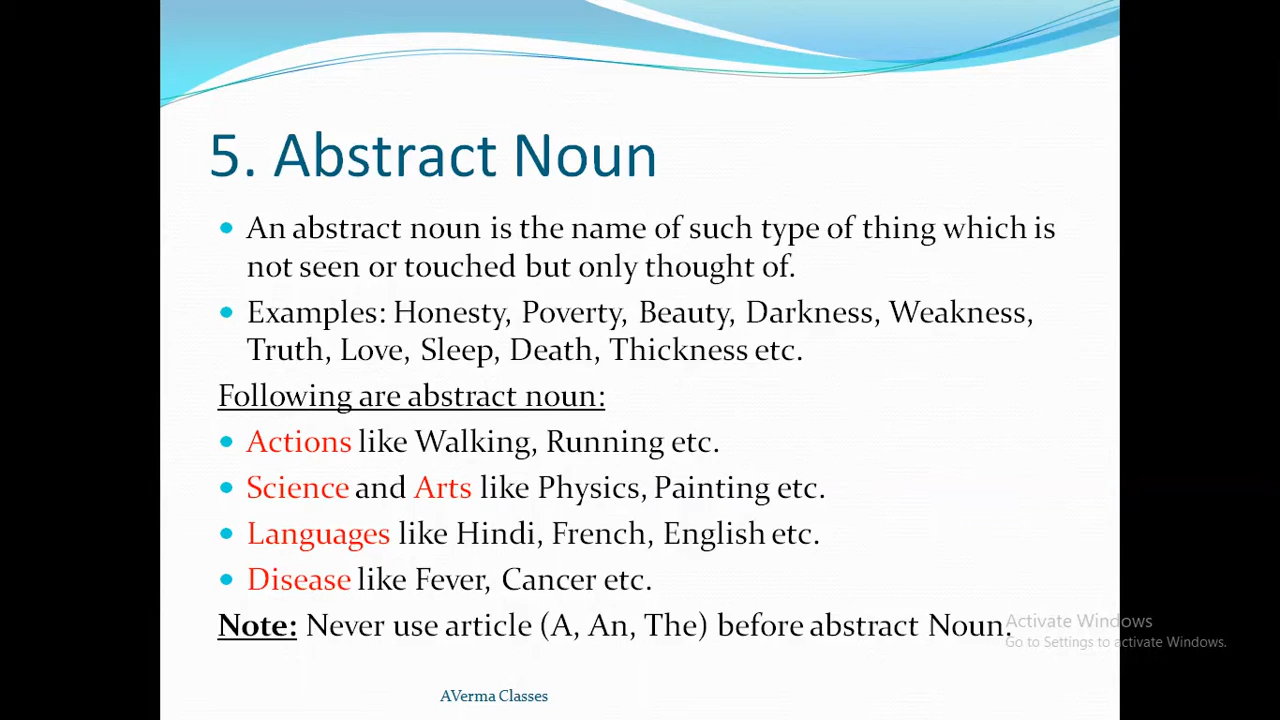 5. Abstract Noun
• An abstract noun is the name of such type of thing which is
not seen or touched but only thought of.
• Examples: Honesty, Poverty, Beauty, Darkness, Weakness,
Truth, Love, Sleep, Death, Thickness etc.
Following are abstract noun:
• Actions like Walking, Running etc.
• Science and Arts like Physics, Painting etc.
• Languages like Hindi, French, English etc.
• Disease like Fever, Cancer etc.
Note: Never use article (A, An, The) before abstract Noun.
Activate Windows
Go to Settings to activate Windows.
AVerma Classes